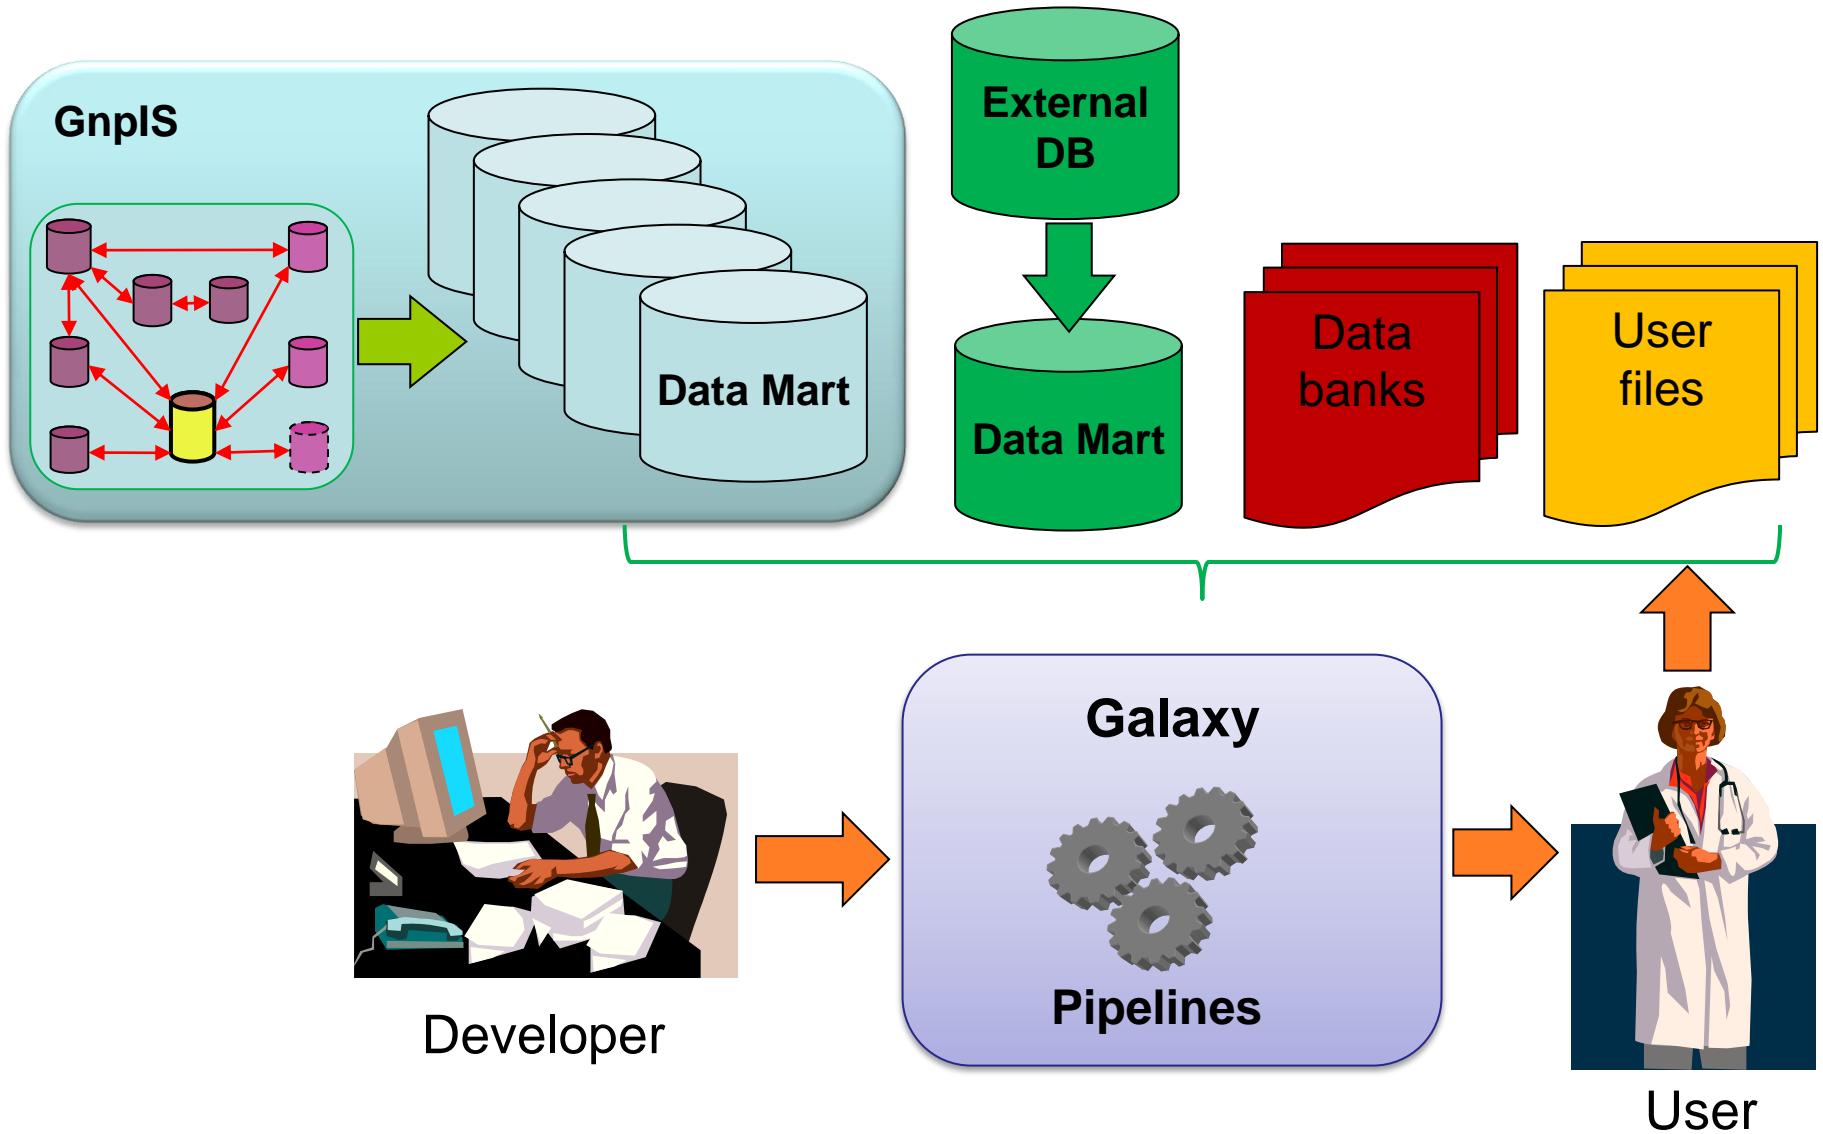 GnpIS
Data Mart
External
DB
Data Mart
Data
banks
User
files
Galaxy
Pipelines
Developer
User